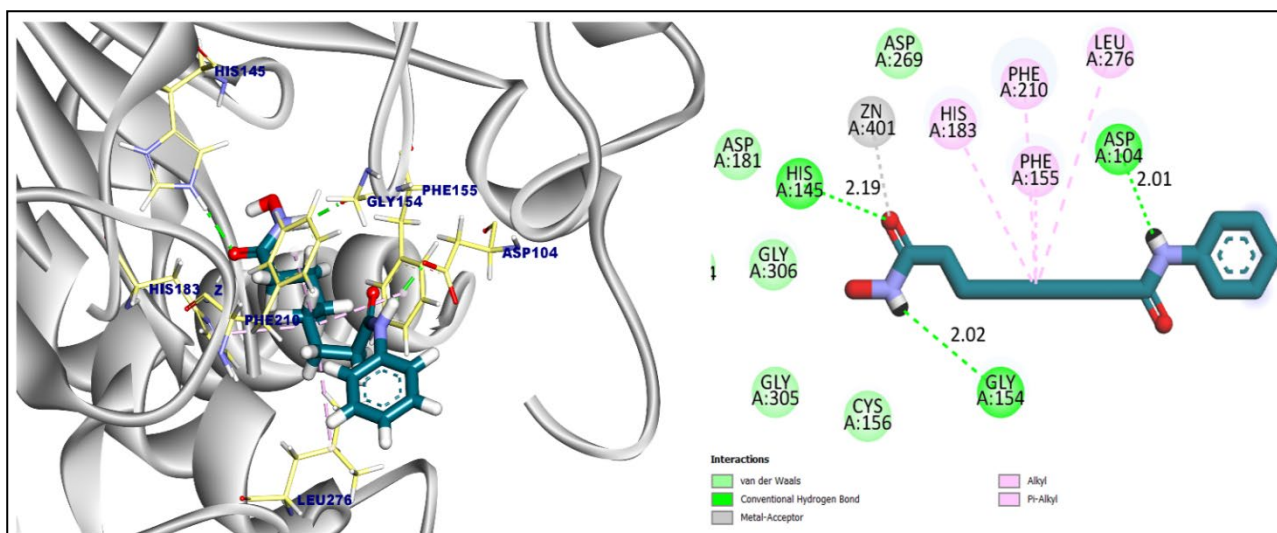 HIS145
PHE155
GLY154
ASP104
HIS183 Z
PHE210
LEU276
ASP
A:269
LEU
A:276
PHE
A:210
ZN
A:401
HIS
A:183
ASP
A:104
ASP
A:181
HIS
A:145
2.19
PHE
A:155
2.01
GLY
A:306
4
2.02
GLY
A:305
CYS
A:156
GLY
A:154
Interactions
van der Waals
Conventional Hydrogen Bond
Metal-Acceptor
Alkyl
Pi-Alkyl